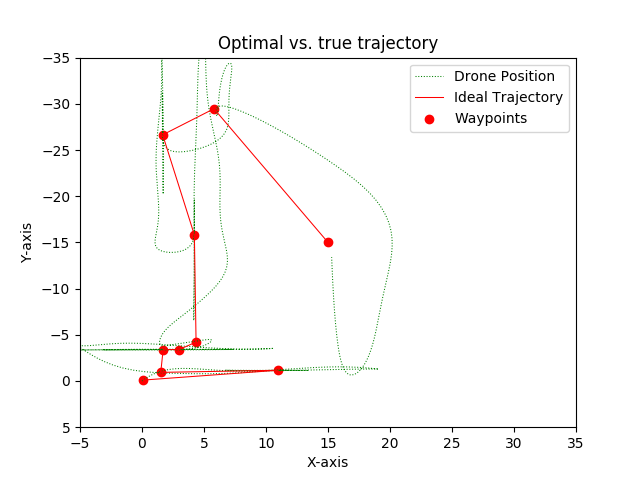 Optimal vs. true trajectory
Drone Position
Ideal Trajectory
Waypoints
Y-axis
−35
−30
−25
−20
−15
−10
−5
0
5
−5 0 5 10 15 20 25 30 35
X-axis